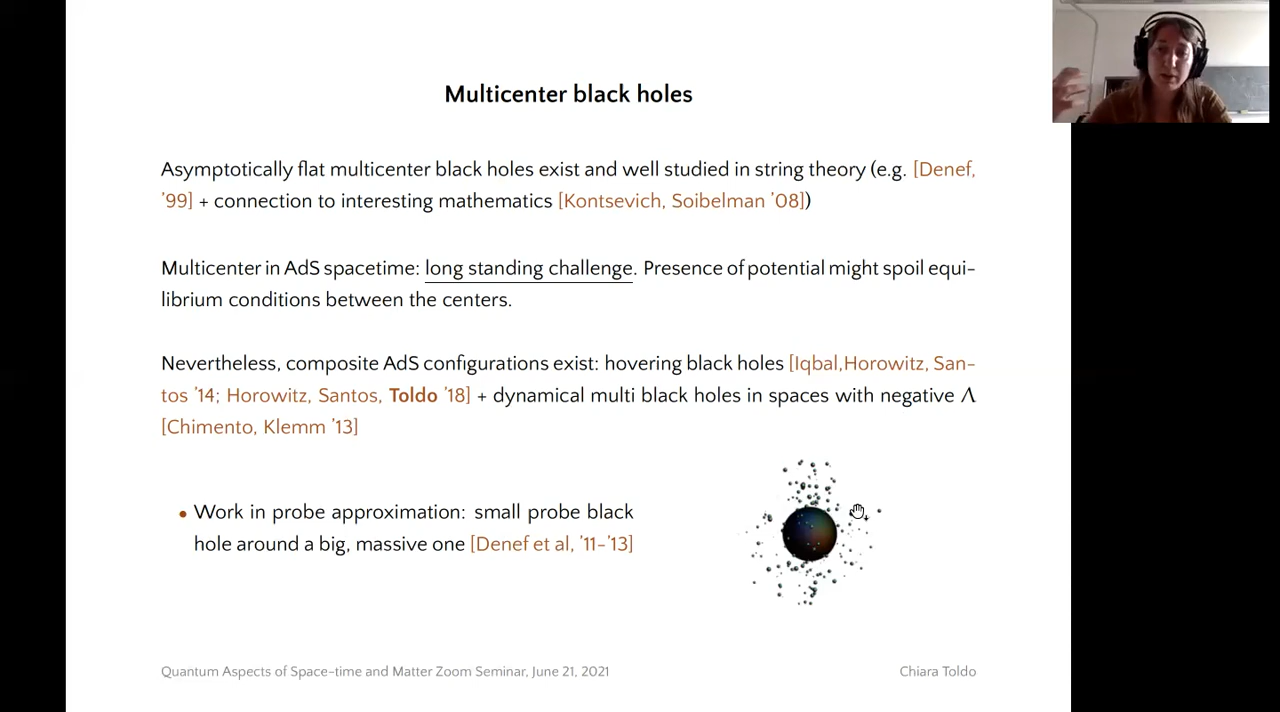 Multicenter black holes
Asymptotically flat multicenter black holes exist and well studied in string theory (e.g. [Denef,
'99] + connection to interesting mathematics [Kontsevich, Soibelman '08])
Multicenter in AdS spacetime: long standing challenge. Presence of potential might spoil equi-
librium conditions between the centers.
Nevertheless, composite AdS configurations exist: hovering black holes [Iqbal,Horowitz, San-
tos '14; Horowitz, Santos, Toldo '18] + dynamical multi black holes in spaces with negative Λ
[Chimento, Klemm '13]
• Work in probe approximation: small probe black
hole around a big, massive one [Denef et al, '11-'13]
Quantum Aspects of Space-time and Matter Zoom Seminar, June 21, 2021
Chiara Toldo